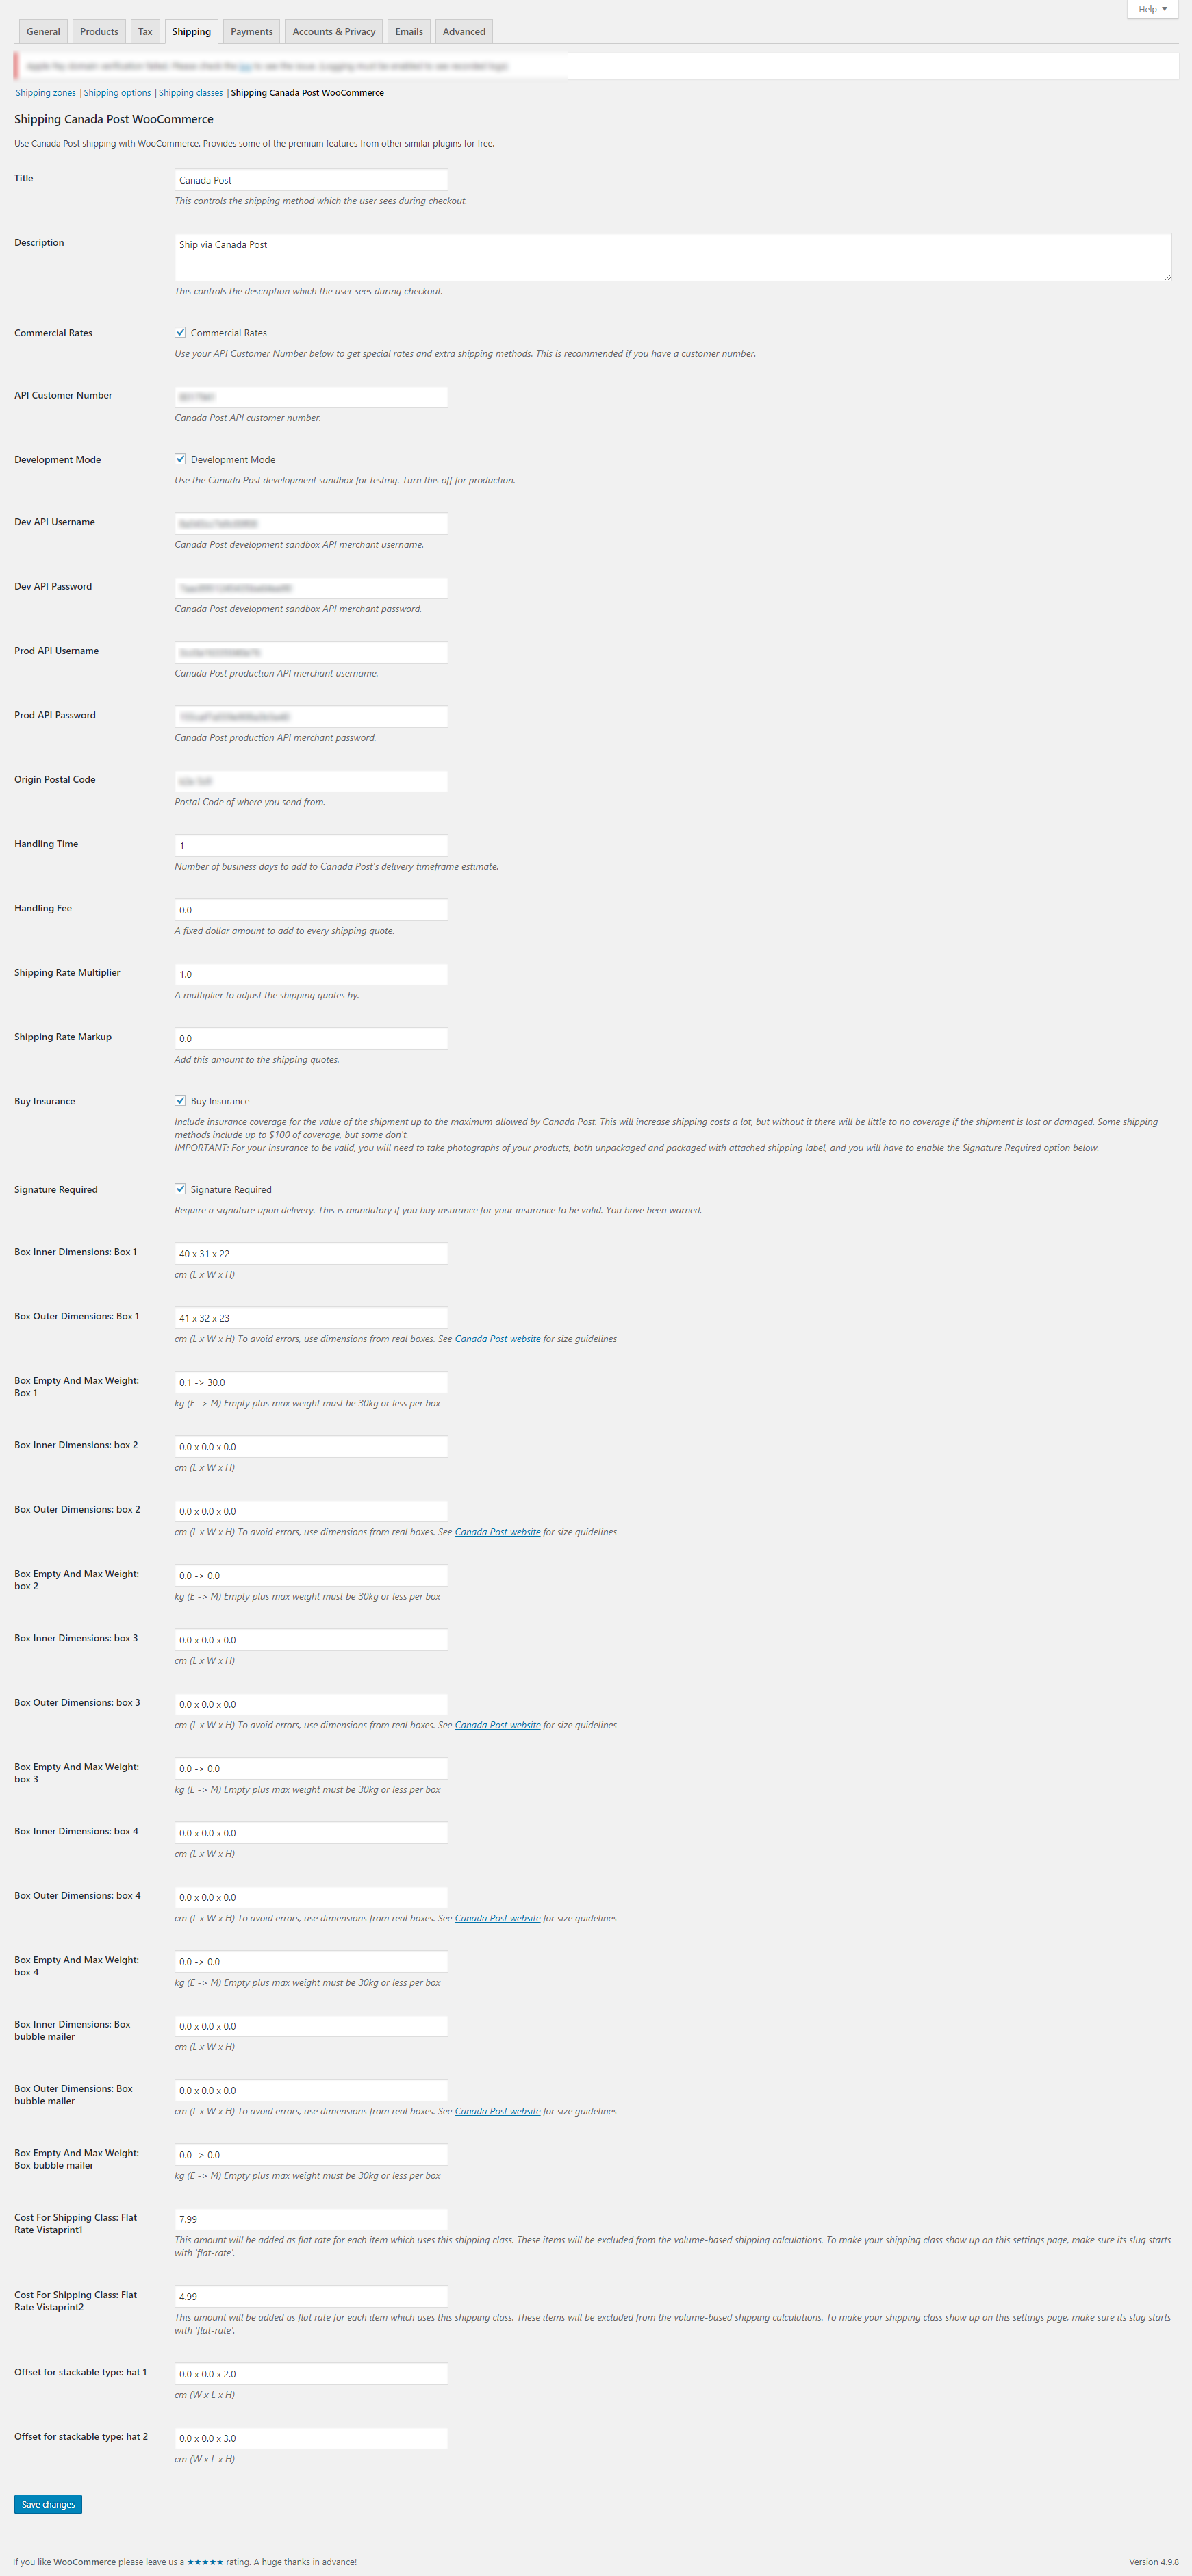 Help ▼
General Products Tax Shipping Payments Accounts & Privacy Emails Advanced
Shipping zones | Shipping options | Shipping classes | Shipping Canada Post WooCommerce
Shipping Canada Post WooCommerce
Use Canada Post shipping with WooCommerce. Provides some of the premium features from other similar plugins for free.
Title
Canada Post
This controls the shipping method which the user sees during checkout.
Description
Ship via Canada Post
This controls the description which the user sees during checkout.
Commercial Rates
Commercial Rates
Use your API Customer Number below to get special rates and extra shipping methods. This is recommended if you have a customer number.
API Customer Number
Canada Post API customer number.
Development Mode
Development Mode
Use the Canada Post development sandbox for testing. Turn this off for production.
Dev API Username
Canada Post development sandbox API merchant username.
Dev API Password
Canada Post development sandbox API merchant password.
Prod API Username
Canada Post production API merchant username.
Prod API Password
Canada Post production API merchant password.
Origin Postal Code
Postal Code of where you send from.
Handling Time
1
Number of business days to add to Canada Post's delivery timeframe estimate.
Handling Fee
0.0
A fixed dollar amount to add to every shipping quote.
Shipping Rate Multiplier
1.0
A multiplier to adjust the shipping quotes by.
Shipping Rate Markup
0.0
Add this amount to the shipping quotes.
Buy Insurance
Buy Insurance
Include insurance coverage for the value of the shipment up to the maximum allowed by Canada Post. This will increase shipping costs a lot, but without it there will be little to no coverage if the shipment is lost or damaged. Some shipping
methods include up to $100 of coverage, but some don't.
IMPORTANT: For your insurance to be valid, you will need to take photographs of your products, both unpackaged and packaged with attached shipping label, and you will have to enable the Signature Required option below.
Signature Required
Signature Required
Require a signature upon delivery. This is mandatory if you buy insurance for your insurance to be valid. You have been warned.
Box Inner Dimensions: Box 1
40 x 31 x 22
cm (L x W x H)
Box Outer Dimensions: Box 1
41 x 32 x 23
cm (L x W x H) To avoid errors, use dimensions from real boxes. See Canada Post website for size guidelines
Box Empty And Max Weight:
Box 1
0.1 -> 30.0
kg (E -> M) Empty plus max weight must be 30kg or less per box
Box Inner Dimensions: box 2
0.0 x 0.0 x 0.0
cm (L x W x H)
Box Outer Dimensions: box 2
0.0 x 0.0 x 0.0
cm (L x W x H) To avoid errors, use dimensions from real boxes. See Canada Post website for size guidelines
Box Empty And Max Weight:
box 2
0.0 -> 0.0
kg (E -> M) Empty plus max weight must be 30kg or less per box
Box Inner Dimensions: box 3
0.0 x 0.0 x 0.0
cm (L x W x H)
Box Outer Dimensions: box 3
0.0 x 0.0 x 0.0
cm (L x W x H) To avoid errors, use dimensions from real boxes. See Canada Post website for size guidelines
Box Empty And Max Weight:
box 3
0.0 -> 0.0
kg (E -> M) Empty plus max weight must be 30kg or less per box
Box Inner Dimensions: box 4
0.0 x 0.0 x 0.0
cm (L x W x H)
Box Outer Dimensions: box 4
0.0 x 0.0 x 0.0
cm (L x W x H) To avoid errors, use dimensions from real boxes. See Canada Post website for size guidelines
Box Empty And Max Weight:
box 4
0.0 -> 0.0
kg (E -> M) Empty plus max weight must be 30kg or less per box
Box Inner Dimensions: Box
bubble mailer
0.0 x 0.0 x 0.0
cm (L x W x H)
Box Outer Dimensions: Box
bubble mailer
0.0 x 0.0 x 0.0
cm (L x W x H) To avoid errors, use dimensions from real boxes. See Canada Post website for size guidelines
Box Empty And Max Weight:
Box bubble mailer
0.0 -> 0.0
kg (E -> M) Empty plus max weight must be 30kg or less per box
Cost For Shipping Class: Flat
Rate Vistaprint1
7.99
This amount will be added as flat rate for each item which uses this shipping class. These items will be excluded from the volume-based shipping calculations. To make your shipping class show up on this settings page, make sure its slug starts
with 'flat-rate'.
Cost For Shipping Class: Flat
Rate Vistaprint2
4.99
This amount will be added as flat rate for each item which uses this shipping class. These items will be excluded from the volume-based shipping calculations. To make your shipping class show up on this settings page, make sure its slug starts
with 'flat-rate'.
Offset for stackable type: hat 1
0.0 x 0.0 x 2.0
cm (W x L x H)
Offset for stackable type: hat 2
0.0 x 0.0 x 3.0
cm (W x L x H)
Save changes
If you like WooCommerce please leave us a ★★★★★ rating. A huge thanks in advance!
Version 4.9.8